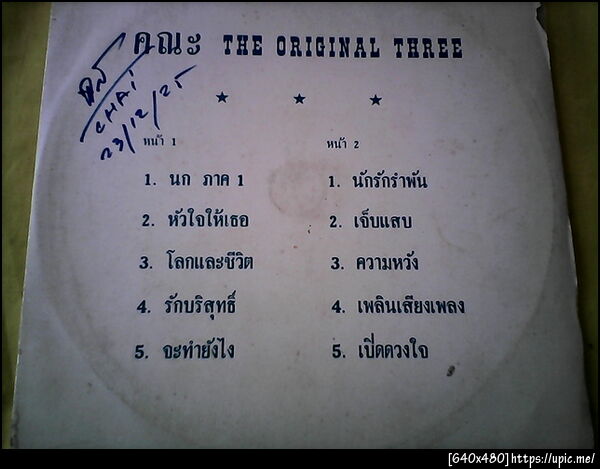 คณะ THE ORIGINAL THREE
CHAI
23/12/25
หน้า 1
1. นก ภาค 1
2. หัวใจให้เธอ
3. โลกและชีวิต
4. รักบริสุทธิ์
5. จะทำยังไง
หน้า 2
1. นักรักรำพัน
2. เจ็บแสบ
3. ความหวัง
4. เพลินเสียงเพลง
5. เปิดดวงใจ
[640x480]https://upic.me/